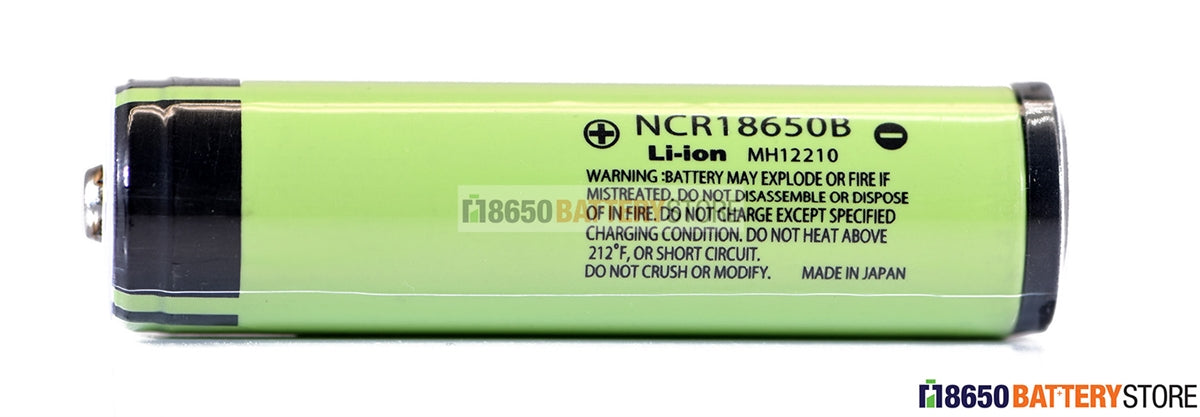 ⊕ NCR18650B ⊖
Li-ion MH12210
WARNING :BATTERY MAY EXPLODE OR FIRE IF
MISTREATED. DO NOT DISASSEMBLE OR DISPOSE
OF IN FIRE. DO NOT CHARGE EXCEPT SPECIFIED
CHARGING CONDITION. DO NOT HEAT ABOVE
212°F, OR SHORT CIRCUIT.
DO NOT CRUSH OR MODIFY. MADE IN JAPAN
18650BATTERYSTORE
18650BATTERYSTORE